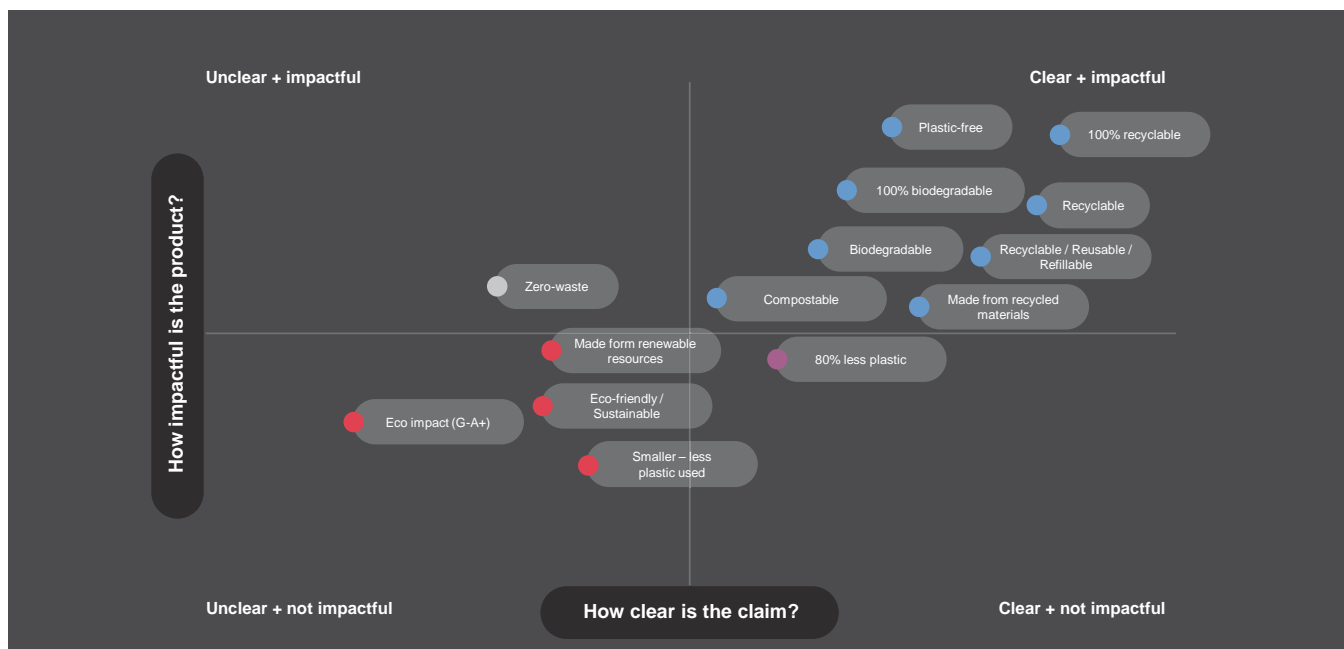 Unclear + impactful
Clear + impactful
Plastic-free
100% recyclable
100% biodegradable
Recyclable
Biodegradable
Recyclable / Reusable /
Refillable
Zero-waste
Compostable
Made from recycled
materials
Made form renewable
resources
80% less plastic
Eco-friendly /
Sustainable
Eco impact (G-A+)
Smaller – less
plastic used
How impactful is the product?
Unclear + not impactful
How clear is the claim?
Clear + not impactful